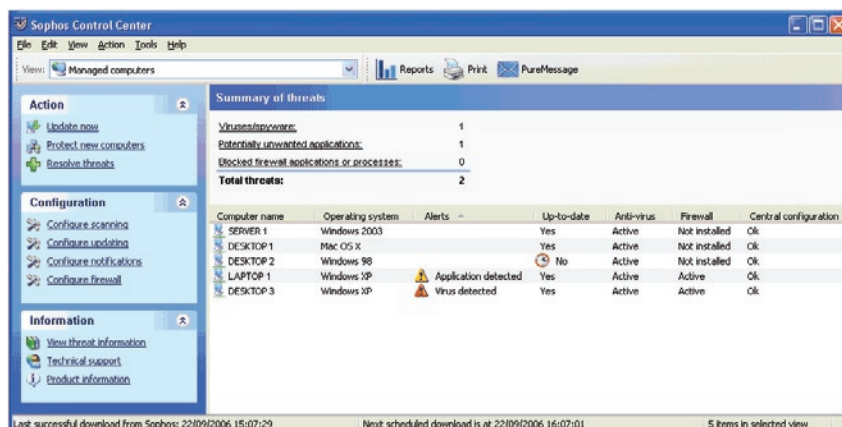 Sophos Control Center
File Edit View Action Tools Help
View: Managed computers Reports Print PureMessage
Action
Update now
Protect new computers
Resolve threats
Configuration
Configure scanning
Configure updating
Configure notifications
Configure firewall
Information
View threat information
Technical support
Product information
Summary of threats
Viruses/spyware: 1
Potentially unwanted applications: 1
Blocked firewall applications or processes: 0
Total threats: 2
Computer name Operating system Alerts Up-to-date Anti-virus Firewall Central configuration
SERVER 1 Windows 2003 Yes Active Not installed Ok
DESKTOP 1 Mac OS X Yes Active Not installed Ok
DESKTOP 2 Windows 98 No Active Not installed Ok
LAPTOP 1 Windows XP Application detected Yes Active Active Ok
DESKTOP 3 Windows XP Virus detected Yes Active Active Ok
Last successful download from Sophos: 22/09/2006 15:07:29 Next scheduled download is at 22/09/2006 16:07:01 5 items in selected view